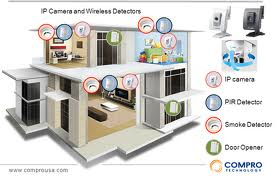 IP Camera and Wireless Detectors
IP camera
PIR Detector
Smoke Detector
Door Opener
www.comprousa.com
COMPRO
TECHNOLOGY